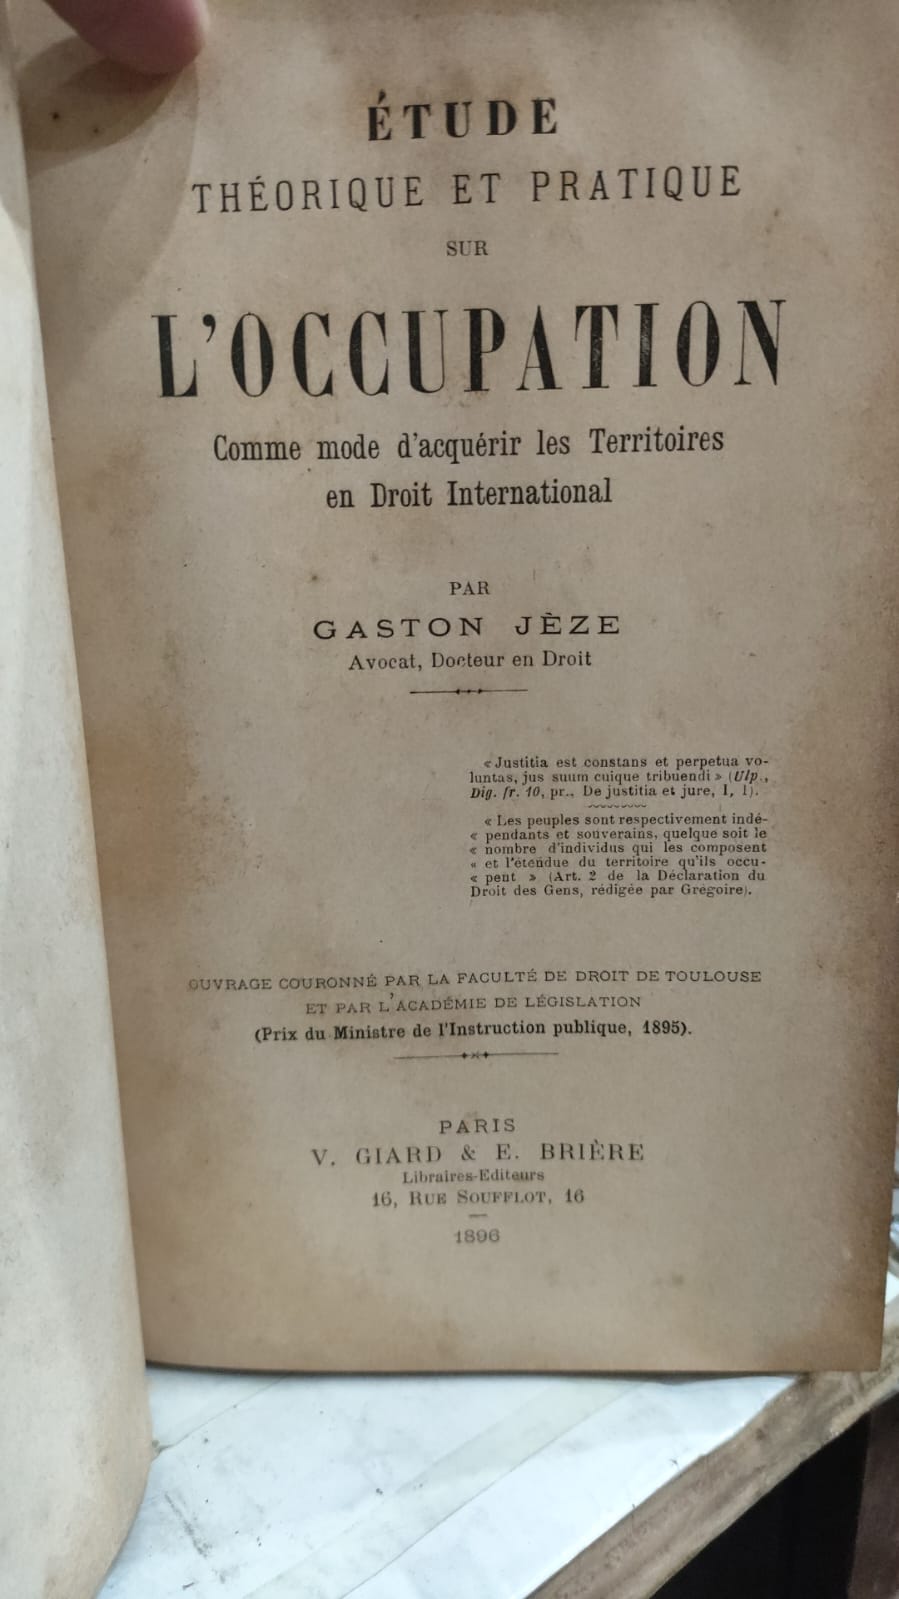 ÉTUDE
THÉORIQUE ET PRATIQUE
SUR
L'OCCUPATION
Comme mode d'acquérir les Territoires
en Droit International
PAR
GASTON JÈZE
Avocat, Docteur en Droit
« Justitia est constans et perpetua vo-
luntas, jus suum cuique tribuendi » (Ulp.,
Dig. fr. 10, pr., De justitia et jure, I, 1).
« Les peuples sont respectivement indé-
« pendants et souverains, quelque soit le
« nombre d'individus qui les composent
« et l'étendue du territoire qu'ils occu-
« pent » (Art. 2 de la Déclaration du
Droit des Gens, rédigée par Grégoire).
OUVRAGE COURONNÉ PAR LA FACULTÉ DE DROIT DE TOULOUSE
ET PAR L'ACADÉMIE DE LÉGISLATION
(Prix du Ministre de l'Instruction publique, 1895).
PARIS
V. GIARD & E. BRIÈRE
Libraires-Editeurs
16, RUE SOUFFLOT, 16
1896